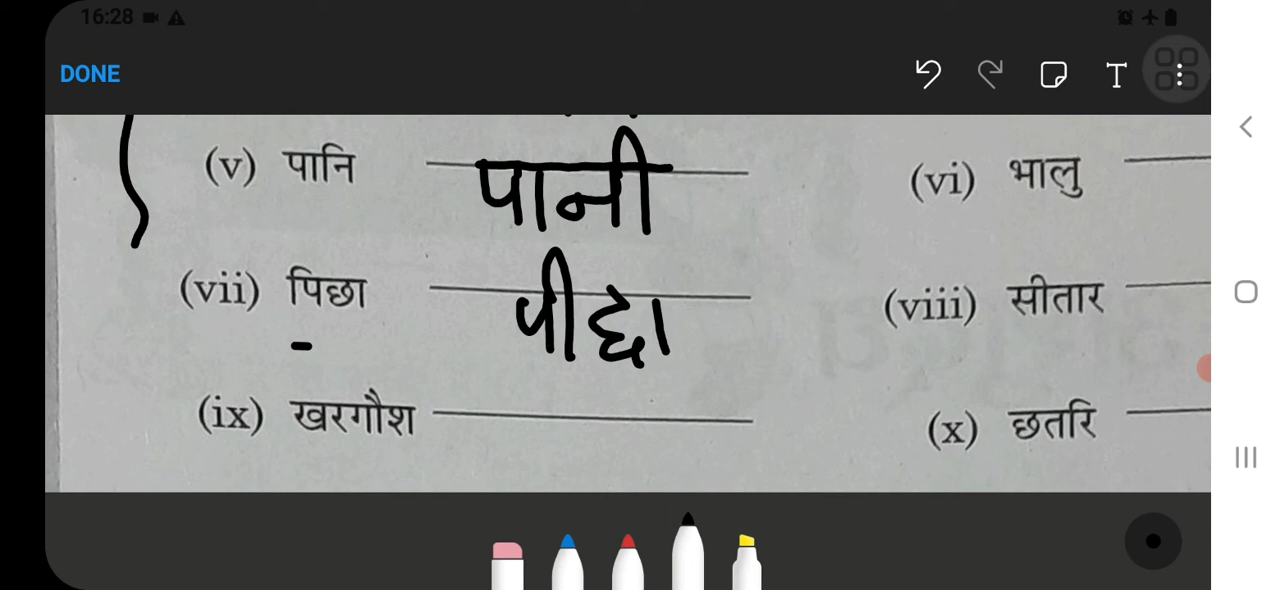 16:28
DONE
T
(v) पानि पानी (vi) भालु
(vii) पिछा पीछा (viii) सीतार
(ix) खरगौश (x) छतरि